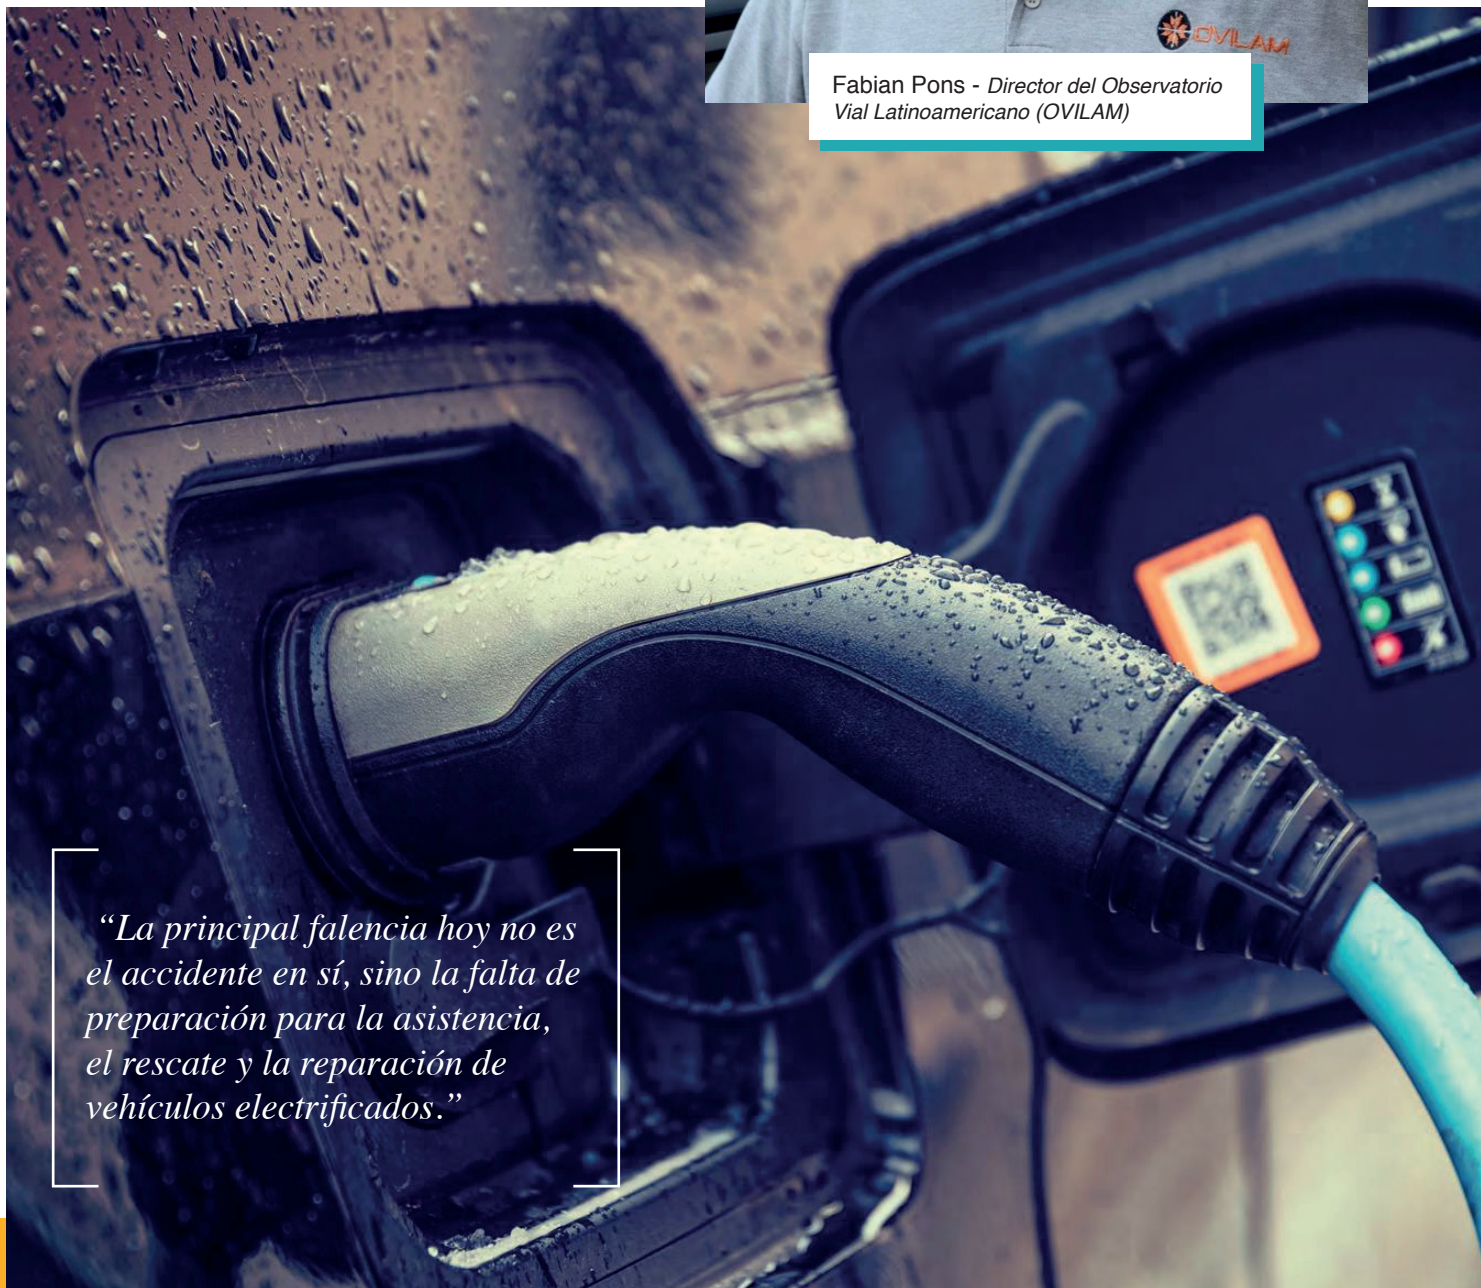 OVILAM
Fabian Pons - Director del Observatorio
Vial Latinoamericano (OVILAM)
“La principal falencia hoy no es
el accidente en sí, sino la falta de
preparación para la asistencia,
el rescate y la reparación de
vehículos electrificados.”